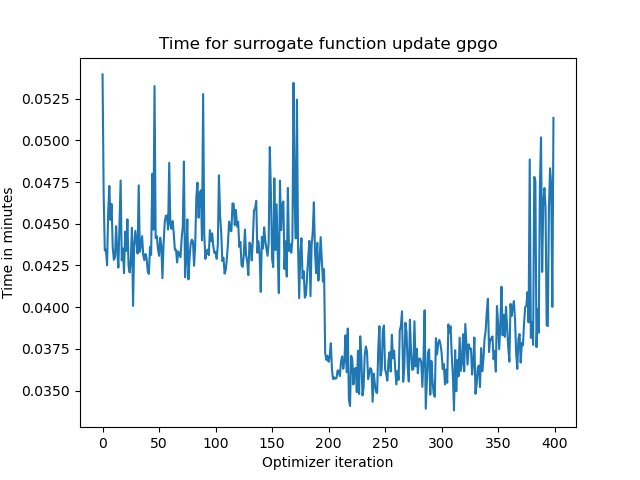 Time for surrogate function update gpgo
0.0525
0.0500
0.0475
0.0450
0.0425
0.0400
0.0375
0.0350
Time in minutes
0 50 100 150 200 250 300 350 400
Optimizer iteration